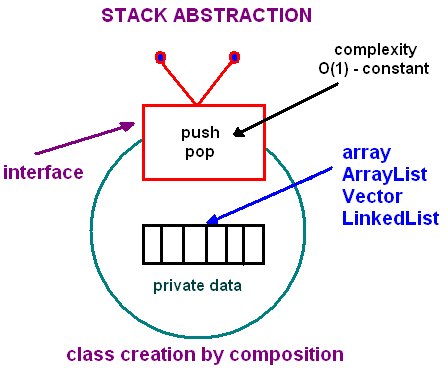 STACK ABSTRACTION
complexity
O(1) - constant
push
pop
interface
array
ArrayList
Vector
LinkedList
private data
class creation by composition